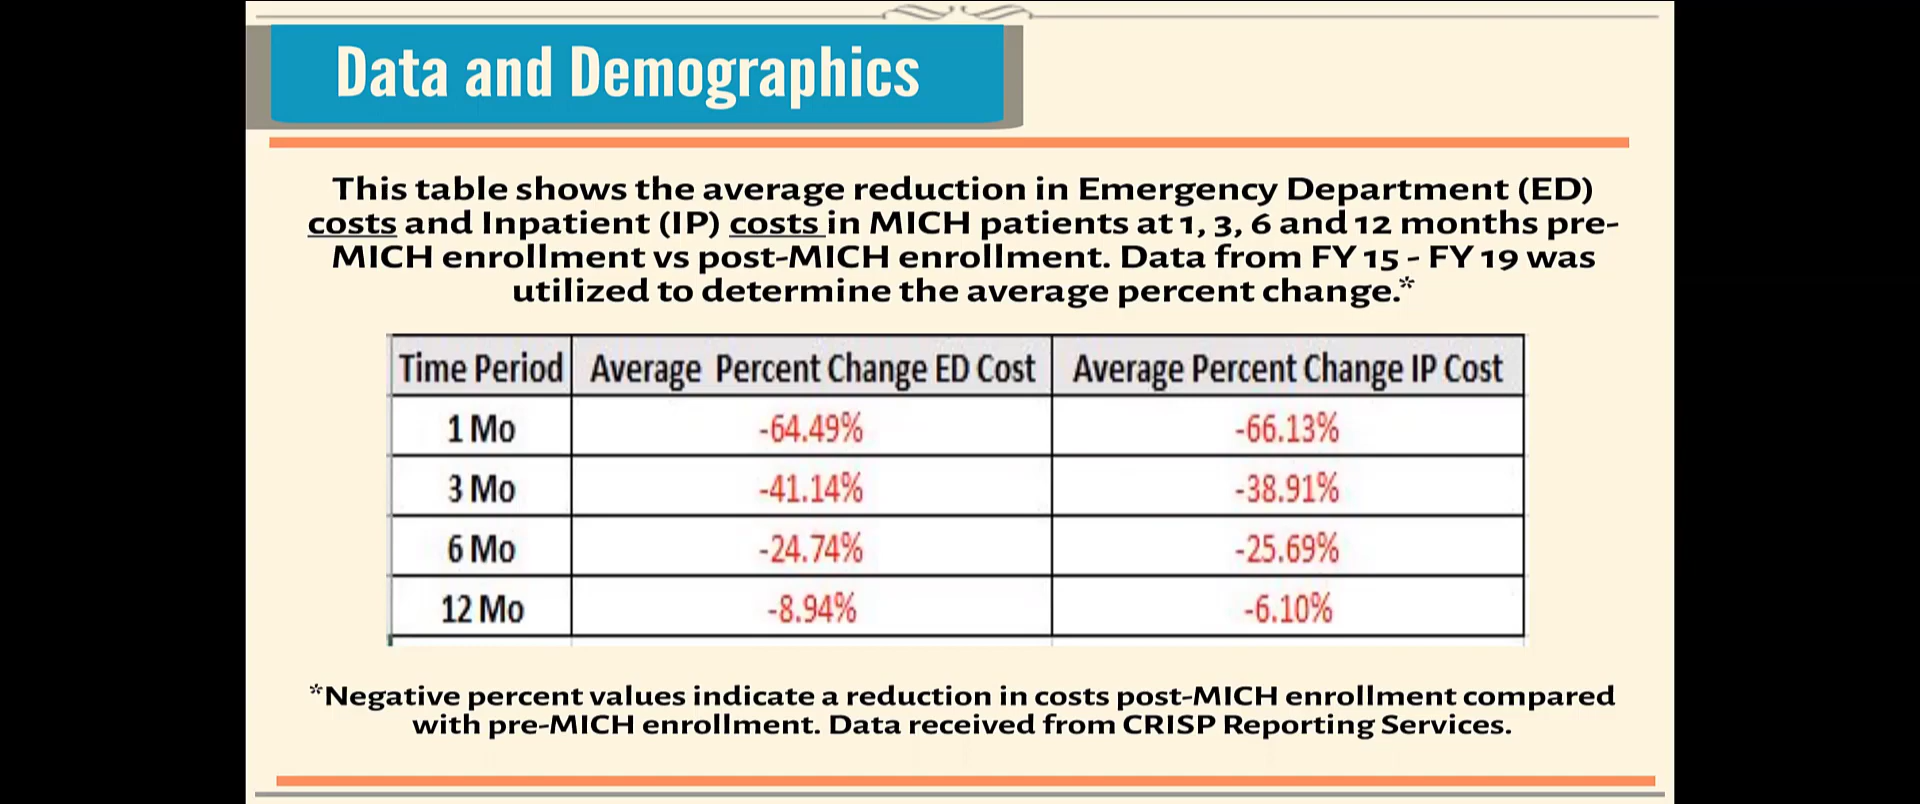 Data and Demographics
This table shows the average reduction in Emergency Department (ED)
costs and Inpatient (IP) costs in MICH patients at 1, 3, 6 and 12 months pre-
MICH enrollment vs post-MICH enrollment. Data from FY 15 - FY 19 was
utilized to determine the average percent change.*
Time Period Average Percent Change ED Cost Average Percent Change IP Cost
1 Mo -64.49% -66.13%
3 Mo -41.14% -38.91%
6 Mo -24.74% -25.69%
12 Mo -8.94% -6.10%
*Negative percent values indicate a reduction in costs post-MICH enrollment compared
with pre-MICH enrollment. Data received from CRISP Reporting Services.